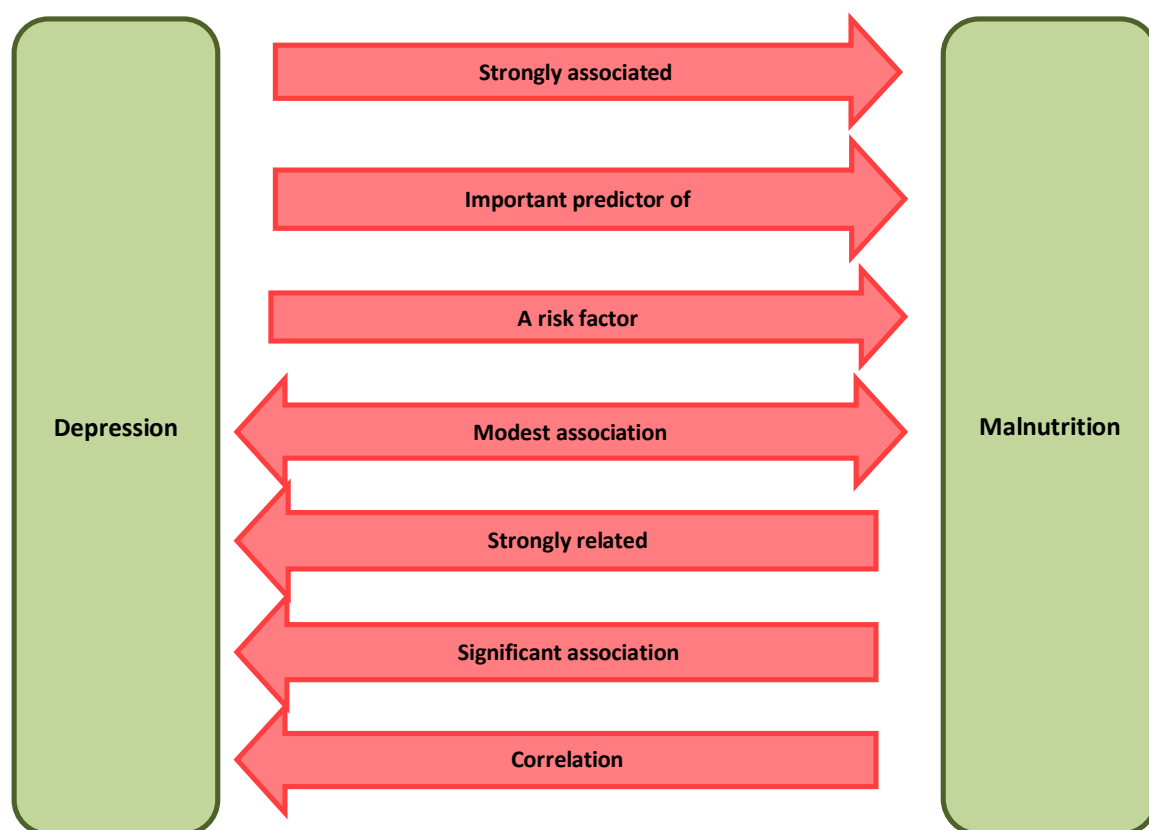 Strongly associated
Important predictor of
A risk factor
Depression
Modest association
Malnutrition
Strongly related
Significant association
Correlation